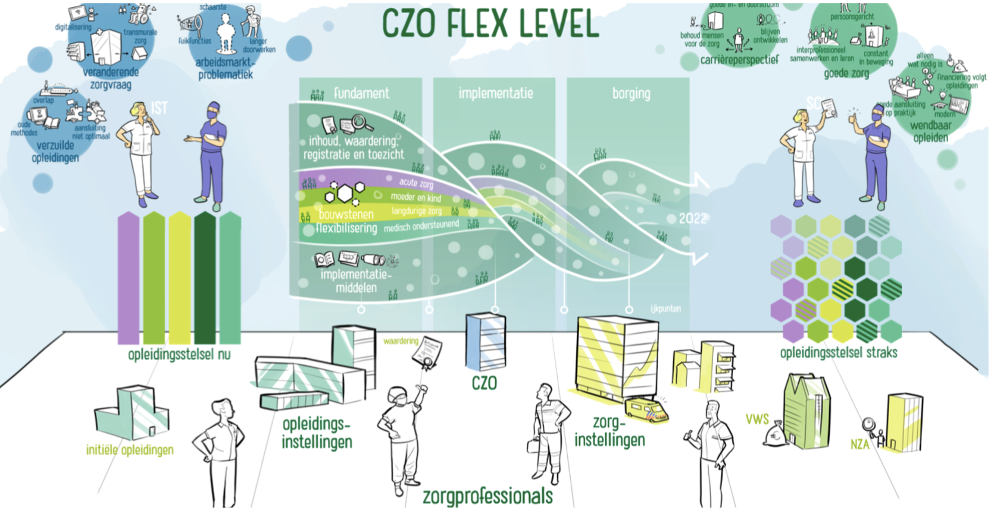 CZO FLEX LEVEL
schaarste
digitalisering
transmurale
zorg
fuikfuncties
langer
doorwerken
veranderende
zorgvraag
arbeidsmarkt-
problematiek
overlap
oude
methodes
aansluiting
niet optimaal
verzuilde
opleidingen
IST
goede in- en doorstroom
behoud mensen
voor de zorg
blijven
ontwikkelen
carrièreperspectief
persoonsgericht
interprofessioneel
samenwerken en leren
constant
in beweging
goede zorg
alleen
wat nodig is
financiering volgt
opleidingen
goede aansluiting
op praktijk
modern
wendbaar
opleiden
fundament
implementatie
borging
inhoud, waardering,
registratie en toezicht
acute zorg
moeder en kind
langdurige zorg
medisch ondersteunend
bouwstenen
flexibilisering
implementatie-
middelen
2022
ijkpunten
opleidingsstelsel nu
opleidingsstelsel straks
waardering
CZO
initiële opleidingen
opleidings-
instellingen
zorg-
instellingen
VWS
€
NZA
zorgprofessionals